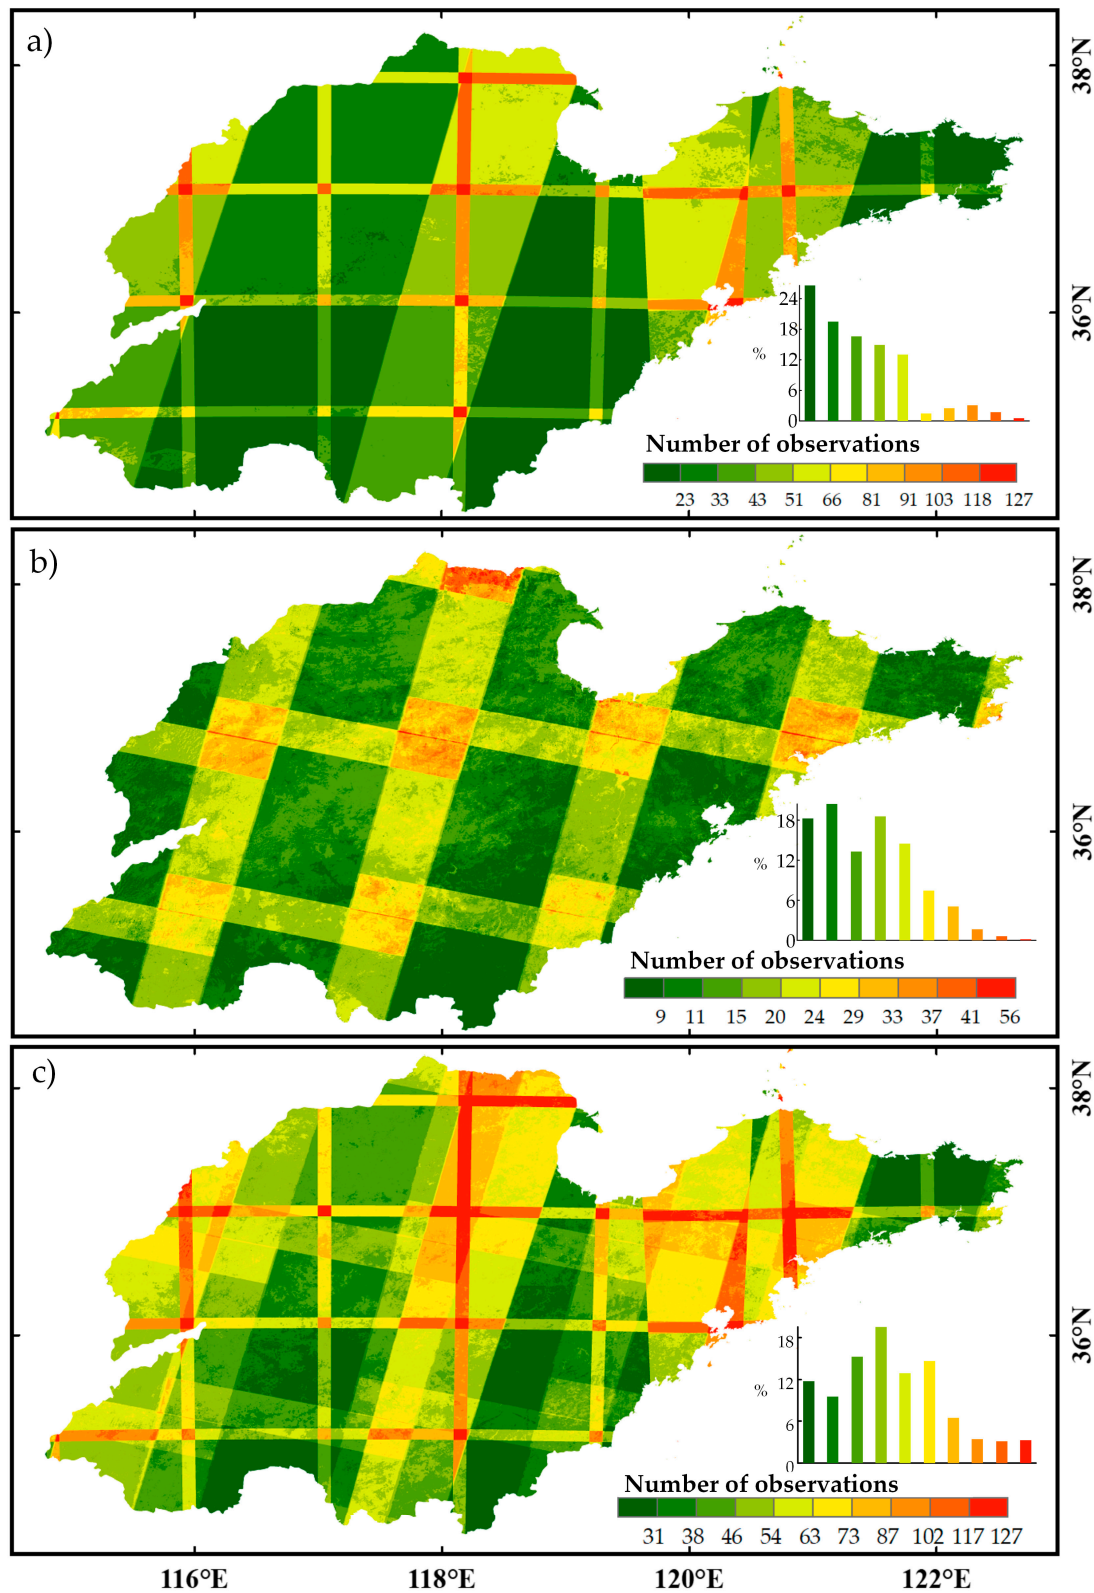 a)
38°N
36°N
24
18
%
12
6
0
Number of observations
23 33 43 51 66 81 91 103 118 127
b)
38°N
36°N
18
%
12
6
0
Number of observations
9 11 15 20 24 29 33 37 41 56
c)
38°N
36°N
18
12
%
6
0
Number of observations
31 38 46 54 63 73 87 102 117 127
116°E 118°E 120°E 122°E